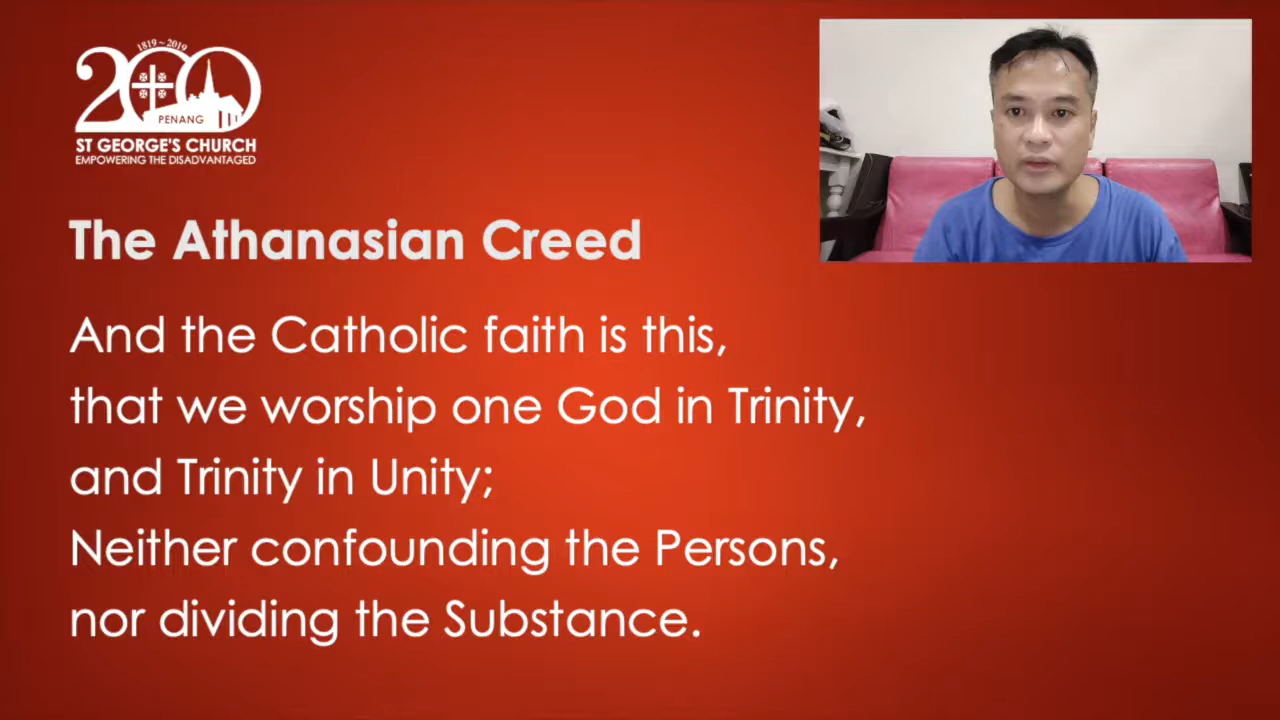 1819 ~ 2019
200
PENANG
ST GEORGE'S CHURCH
EMPOWERING THE DISADVANTAGED
The Athanasian Creed
And the Catholic faith is this,
that we worship one God in Trinity,
and Trinity in Unity;
Neither confounding the Persons,
nor dividing the Substance.